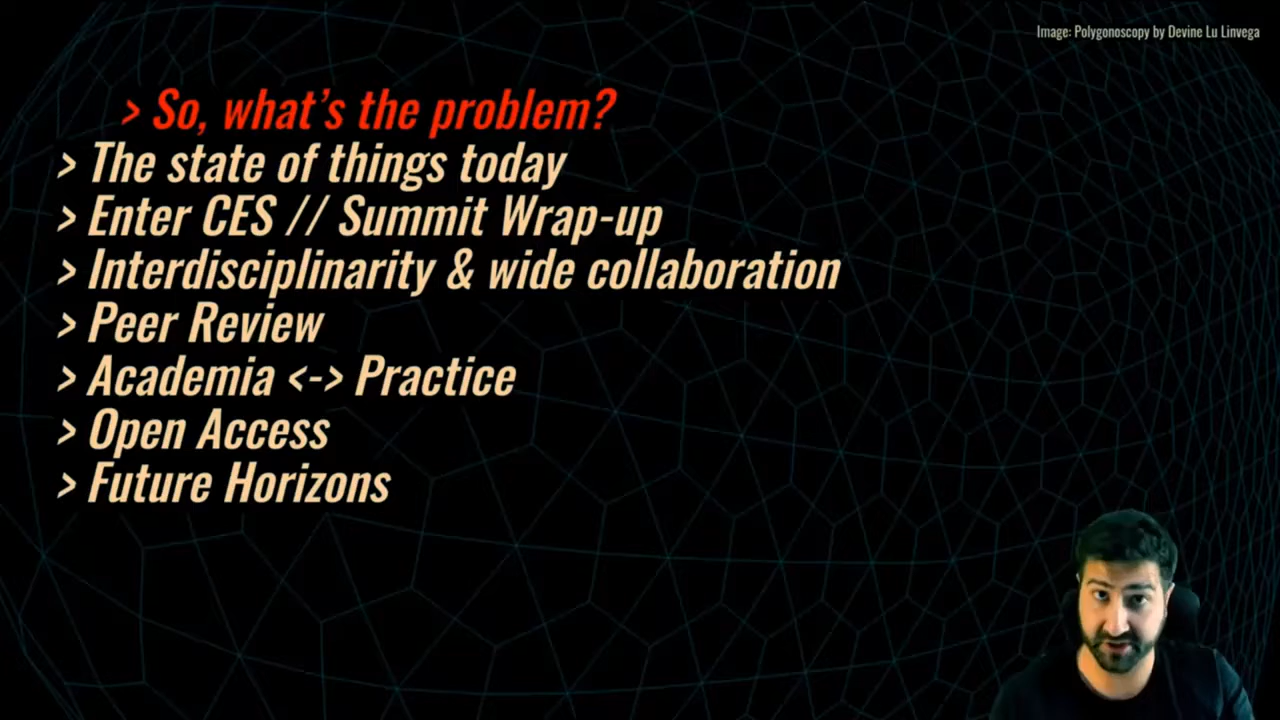 Image: Polygonoscopy by Devine Lu Linvega
> So, what's the problem?
> The state of things today
> Enter CES // Summit Wrap-up
> Interdisciplinarity & wide collaboration
> Peer Review
> Academia <-> Practice
> Open Access
> Future Horizons